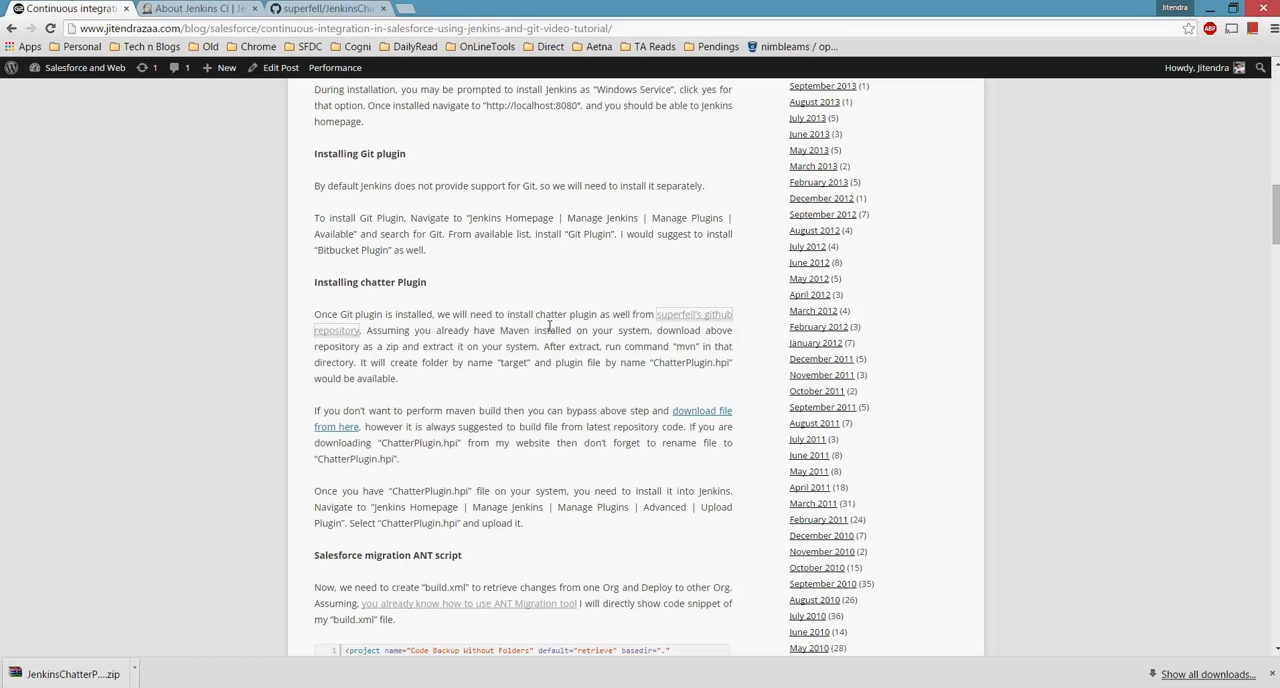 Jitendra
Continuous integrati
About Jenkins CI | Je
superfell/JenkinsCha
www.jitendrazaa.com/blog/salesforce/continuous-integration-in-salesforce-using-jenkins-and-git-video-tutorial/
Apps Personal Tech n Blogs Old Chrome SFDC Cogni DailyRead OnLineTools Direct Aetna TA Reads Pendings nimbleams / op...
Salesforce and Web 1 1 New Edit Post Performance Howdy, Jitendra
During installation, you may be prompted to install Jenkins as “Windows Service”, click yes for
that option. Once installed navigate to “http://localhost:8080“, and you should be able to Jenkins
homepage.
Installing Git plugin
By default Jenkins does not provide support for Git, so we will need to install it separately.
To install Git Plugin, Navigate to “Jenkins Homepage | Manage Jenkins | Manage Plugins |
Available” and search for Git. From available list, install “Git Plugin”. I would suggest to install
“Bitbucket Plugin” as well.
Installing chatter Plugin
Once Git plugin is installed, we will need to install chatter plugin as well from superfell’s github
repository. Assuming you already have Maven installed on your system, download above
repository as a zip and extract it on your system. After extract, run command “mvn” in that
directory. It will create folder by name “target” and plugin file by name “ChatterPlugin.hpi”
would be available.
If you don’t want to perform maven build then you can bypass above step and download file
from here, however it is always suggested to build file from latest repository code. If you are
downloading “ChatterPlugin.hpi” from my website then don’t forget to rename file to
“ChatterPlugin.hpi”.
Once you have “ChatterPlugin.hpi” file on your system, you need to install it into Jenkins.
Navigate to “Jenkins Homepage | Manage Jenkins | Manage Plugins | Advanced | Upload
Plugin”. Select “ChatterPlugin.hpi” and upload it.
Salesforce migration ANT script
Now, we need to create “build.xml” to retrieve changes from one Org and Deploy to other Org.
Assuming, you already know how to use ANT Migration tool I will directly show code snippet of
my “build.xml” file.
1 <project name="Code Backup Without Folders" default="retrieve" basedir="."
September 2013 (1)
August 2013 (1)
July 2013 (5)
June 2013 (3)
May 2013 (5)
March 2013 (2)
February 2013 (5)
December 2012 (1)
September 2012 (7)
August 2012 (4)
July 2012 (4)
June 2012 (8)
May 2012 (5)
April 2012 (3)
March 2012 (4)
February 2012 (3)
January 2012 (7)
December 2011 (5)
November 2011 (3)
October 2011 (2)
September 2011 (5)
August 2011 (7)
July 2011 (3)
June 2011 (8)
May 2011 (8)
April 2011 (18)
March 2011 (31)
February 2011 (24)
December 2010 (7)
November 2010 (2)
October 2010 (15)
September 2010 (35)
August 2010 (26)
July 2010 (36)
June 2010 (14)
May 2010 (28)
JenkinsChatterP....zip
Show all downloads...